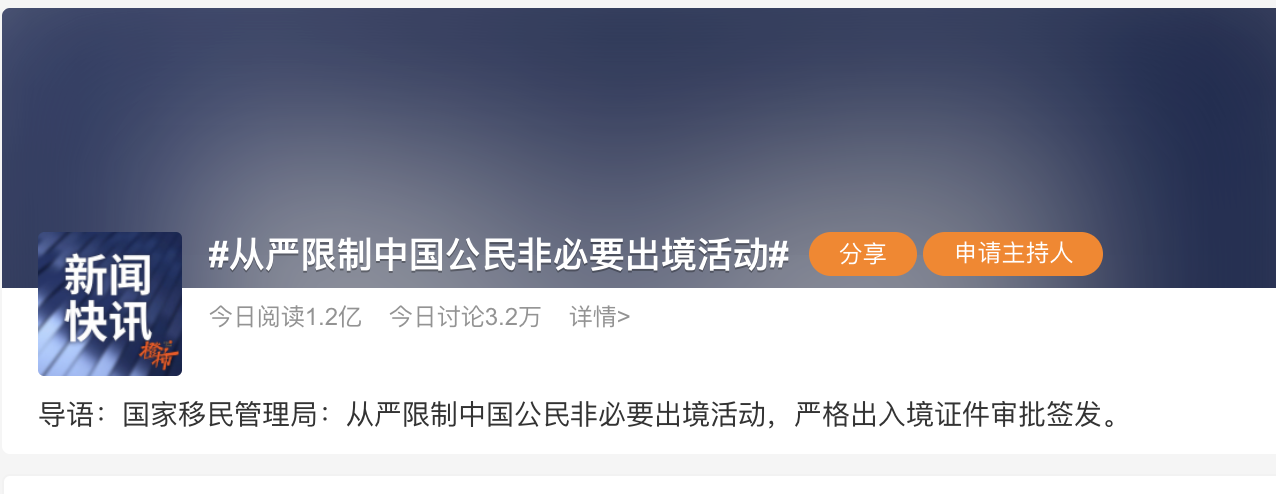 新闻
快讯
橙柿
#从严限制中国公民非必要出境活动#
分享
申请主持人
今日阅读1.2亿 今日讨论3.2万 详情>
导语：国家移民管理局：从严限制中国公民非必要出境活动，严格出入境证件审批签发。